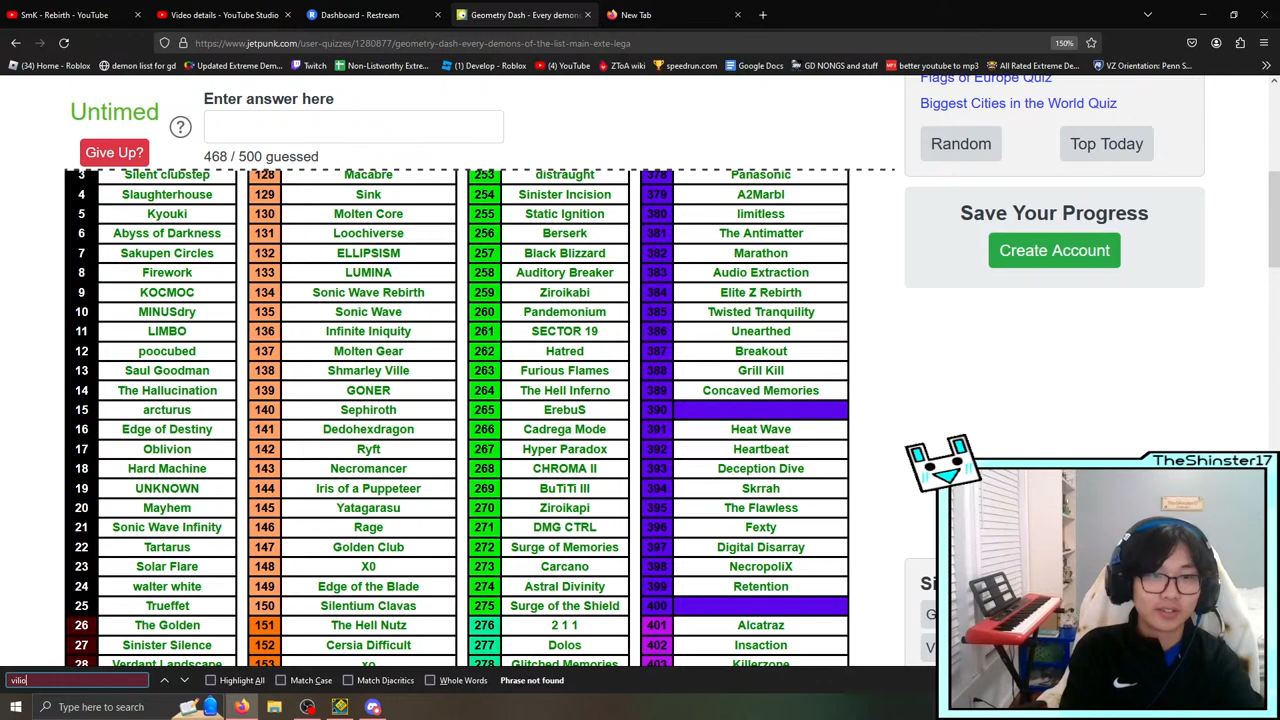 SmK - Rebirth - YouTube
Video details - YouTube Studio
Dashboard - Restream
Geometry Dash - Every demons
New Tab
https://www.jetpunk.com/user-quizzes/1280877/geometry-dash-every-demons-of-the-list-main-exte-lega
150%
(34) Home - Roblox
demon lisst for gd
Updated Extreme Dem...
Twitch
Non-Listworthy Extre...
(1) Develop - Roblox
(4) YouTube
ZToA wiki
speedrun.com
Google Docs
GD NONGS and stuff
better youtube to mp3
All Rated Extreme De...
VZ Orientation: Penn S...
Untimed
Give Up?
?
Enter answer here
468 / 500 guessed
Flags of Europe Quiz
Biggest Cities in the World Quiz
Random
Top Today
Save Your Progress
Create Account
3 Silent clubstep 128 Macabre 253 distraught 378 Panasonic
4 Slaughterhouse 129 Sink 254 Sinister Incision 379 A2Marbl
5 Kyouki 130 Molten Core 255 Static Ignition 380 limitless
6 Abyss of Darkness 131 Loochiverse 256 Berserk 381 The Antimatter
7 Sakupen Circles 132 ELLIPSISM 257 Black Blizzard 382 Marathon
8 Firework 133 LUMINA 258 Auditory Breaker 383 Audio Extraction
9 KOCMOC 134 Sonic Wave Rebirth 259 Ziroikabi 384 Elite Z Rebirth
10 MINUSdry 135 Sonic Wave 260 Pandemonium 385 Twisted Tranquility
11 LIMBO 136 Infinite Iniquity 261 SECTOR 19 386 Unearthed
12 poocubed 137 Molten Gear 262 Hatred 387 Breakout
13 Saul Goodman 138 Shmarley Ville 263 Furious Flames 388 Grill Kill
14 The Hallucination 139 GONER 264 The Hell Inferno 389 Concaved Memories
15 arcturus 140 Sephiroth 265 ErebuS 390
16 Edge of Destiny 141 Dedohexdragon 266 Cadrega Mode 391 Heat Wave
17 Oblivion 142 Ryft 267 Hyper Paradox 392 Heartbeat
18 Hard Machine 143 Necromancer 268 CHROMA II 393 Deception Dive
19 UNKNOWN 144 Iris of a Puppeteer 269 BuTiTi III 394 Skrrah
20 Mayhem 145 Yatagarasu 270 Ziroikapi 395 The Flawless
21 Sonic Wave Infinity 146 Rage 271 DMG CTRL 396 Fexty
22 Tartarus 147 Golden Club 272 Surge of Memories 397 Digital Disarray
23 Solar Flare 148 X0 273 Carcano 398 NecropoliX
24 walter white 149 Edge of the Blade 274 Astral Divinity 399 Retention
25 Trueffet 150 Silentium Clavas 275 Surge of the Shield 400
26 The Golden 151 The Hell Nutz 276 2 1 1 401 Alcatraz
27 Sinister Silence 152 Cersia Difficult 277 Dolos 402 Insaction
28 Verdant Landscape 153 xo 278 Glitched Memories 403 Killerzone
TheShinster17
vilio
Highlight All
Match Case
Match Diacritics
Whole Words
Phrase not found
Type here to search